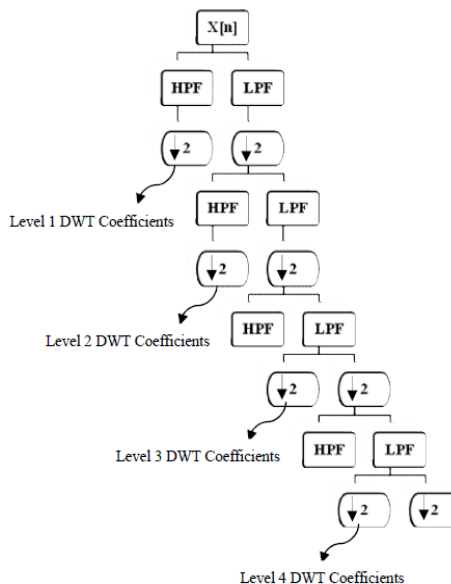 X[n]
HPF LPF
2 2
Level 1 DWT Coefficients
HPF LPF
2 2
Level 2 DWT Coefficients
HPF LPF
2 2
Level 3 DWT Coefficients
HPF LPF
2 2
Level 4 DWT Coefficients